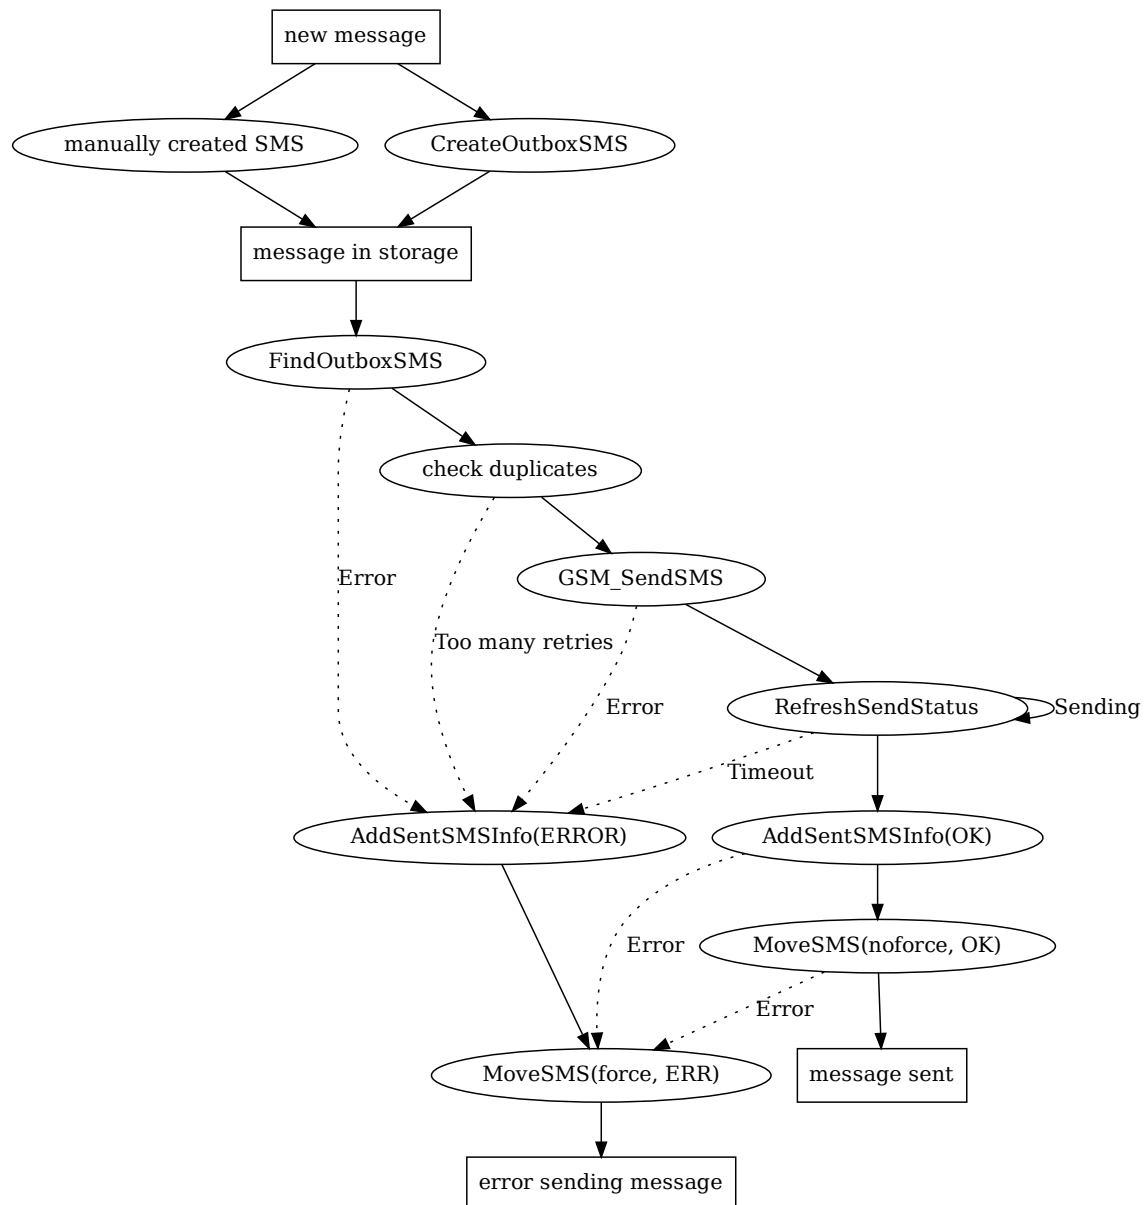 new message
manually created SMS
CreateOutboxSMS
message in storage
FindOutboxSMS
check duplicates
GSM_SendSMS
Error
Too many retries
Error
RefreshSendStatus
Sending
Timeout
AddSentSMSInfo(ERROR)
AddSentSMSInfo(OK)
Error
MoveSMS(noforce, OK)
Error
MoveSMS(force, ERR)
message sent
error sending message